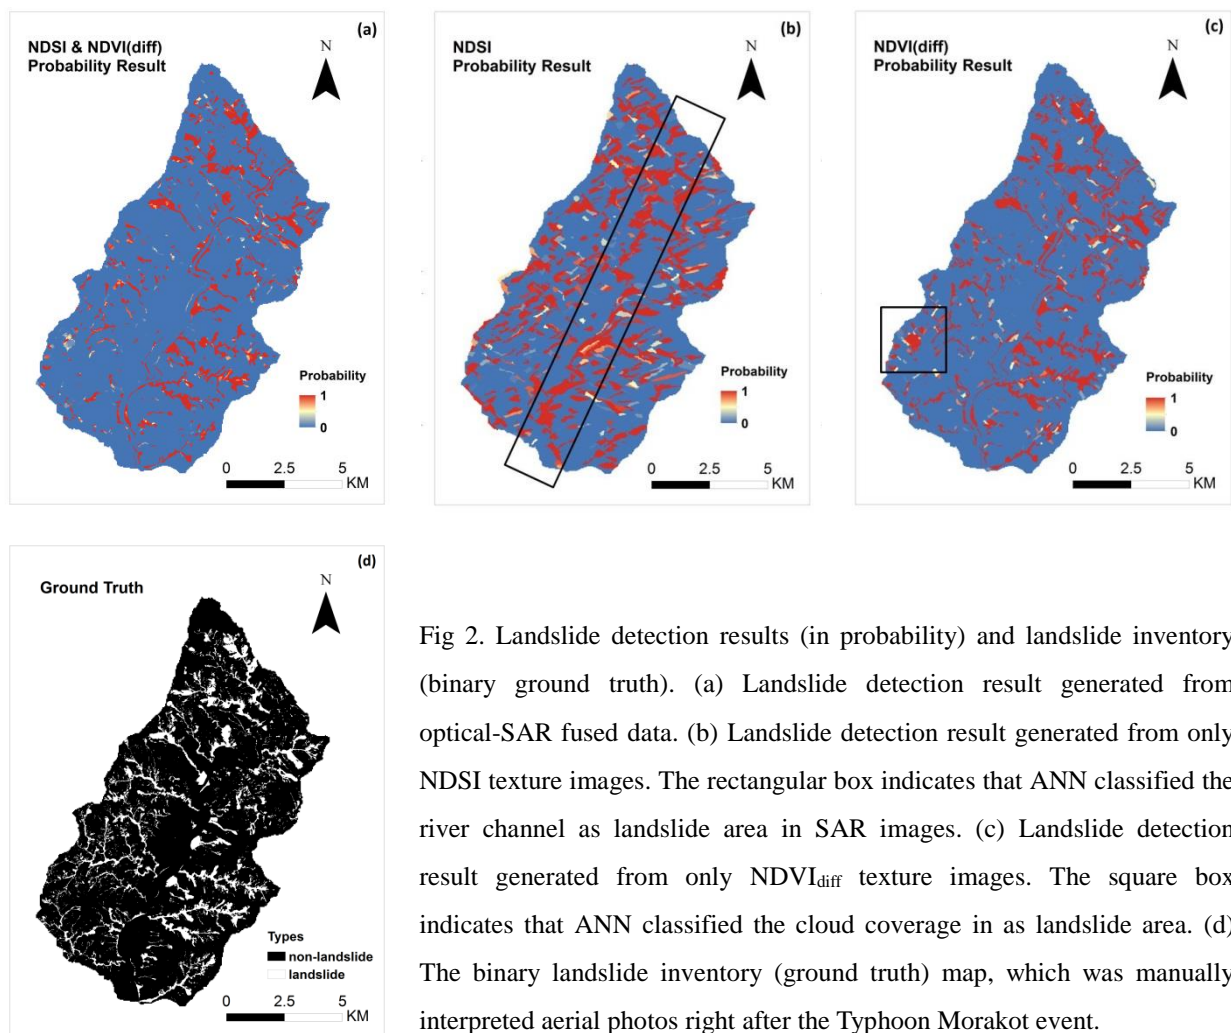 (a)
NDSI & NDVI(diff)
Probability Result
N
Probability
1
0
0 2.5 5
KM
(b)
NDSI
Probability Result
N
Probability
1
0
0 2.5 5
KM
(c)
NDVI(diff)
Probability Result
N
Probability
1
0
0 2.5 5
KM
(d)
Ground Truth
N
Types
non-landslide
landslide
0 2.5 5
KM
Fig 2. Landslide detection results (in probability) and landslide inventory
(binary ground truth). (a) Landslide detection result generated from
optical-SAR fused data. (b) Landslide detection result generated from only
NDSI texture images. The rectangular box indicates that ANN classified the
river channel as landslide area in SAR images. (c) Landslide detection
result generated from only NDVIdiff texture images. The square box
indicates that ANN classified the cloud coverage in as landslide area. (d)
The binary landslide inventory (ground truth) map, which was manually
interpreted aerial photos right after the Typhoon Morakot event.